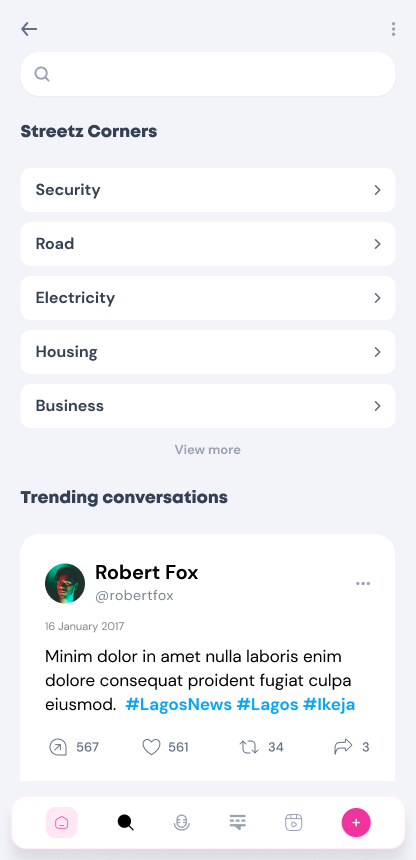 Streetz Corners
Security
Road
Electricity
Housing
Business
View more
Trending conversations
Robert Fox
@robertfox
16 January 2017
Minim dolor in amet nulla laboris enim
dolore consequat proident fugiat culpa
eiusmod. #LagosNews #Lagos #Ikeja
567 561 34 3